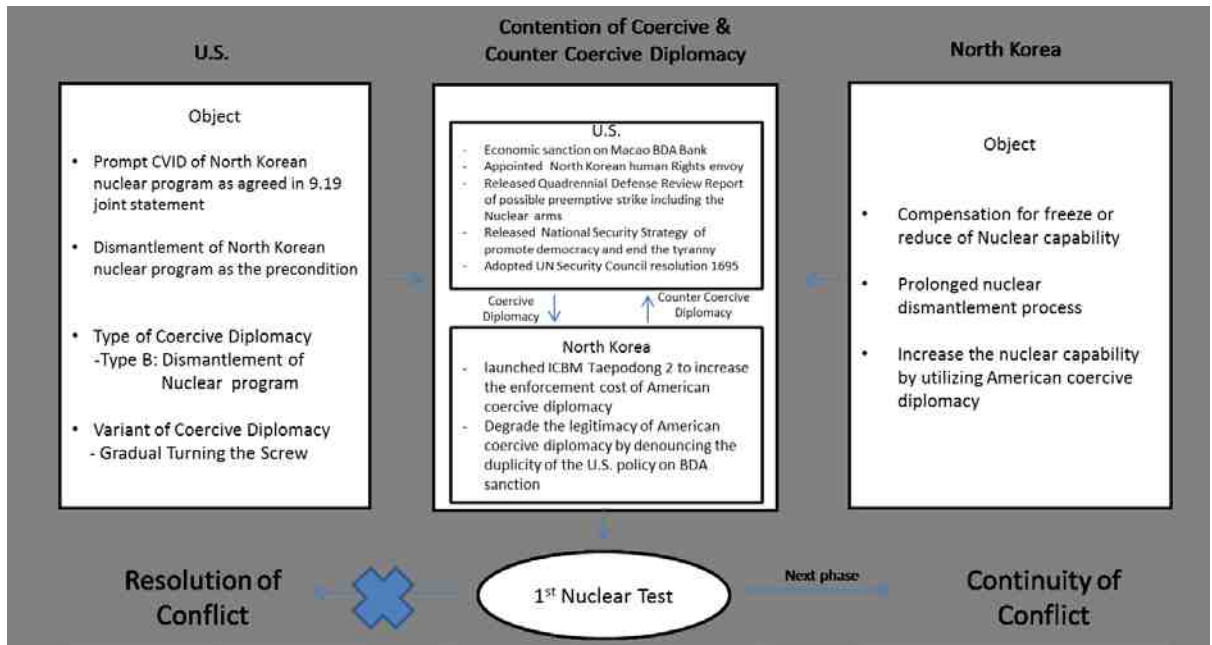 U.S.
Contention of Coercive &
Counter Coercive Diplomacy
North Korea
Object
• Prompt CVID of North Korean
nuclear program as agreed in 9.19
joint statement
• Dismantlement of North Korean
nuclear program as the precondition
• Type of Coercive Diplomacy
-Type B: Dismantlement of
Nuclear program
• Variant of Coercive Diplomacy
- Gradual Turning the Screw
U.S.
- Economic sanction on Macao BDA Bank
- Appointed North Korean human Rights envoy
- Released Quadrennial Defense Review Report
of possible preemptive strike including the
Nuclear arms
- Released National Security Strategy of
promote democracy and end the tyranny
- Adopted UN Security Council resolution 1695
Coercive
Diplomacy
Counter Coercive
Diplomacy
North Korea
- launched ICBM Taepodong 2 to increase
the enforcement cost of American
coercive diplomacy
- Degrade the legitimacy of American
coercive diplomacy by denouncing the
duplicity of the U.S. policy on BDA
sanction
Object
• Compensation for freeze or
reduce of Nuclear capability
• Prolonged nuclear
dismantlement process
• Increase the nuclear capability
by utilizing American coercive
diplomacy
Resolution of
Conflict
1st Nuclear Test
Next phase
Continuity of
Conflict